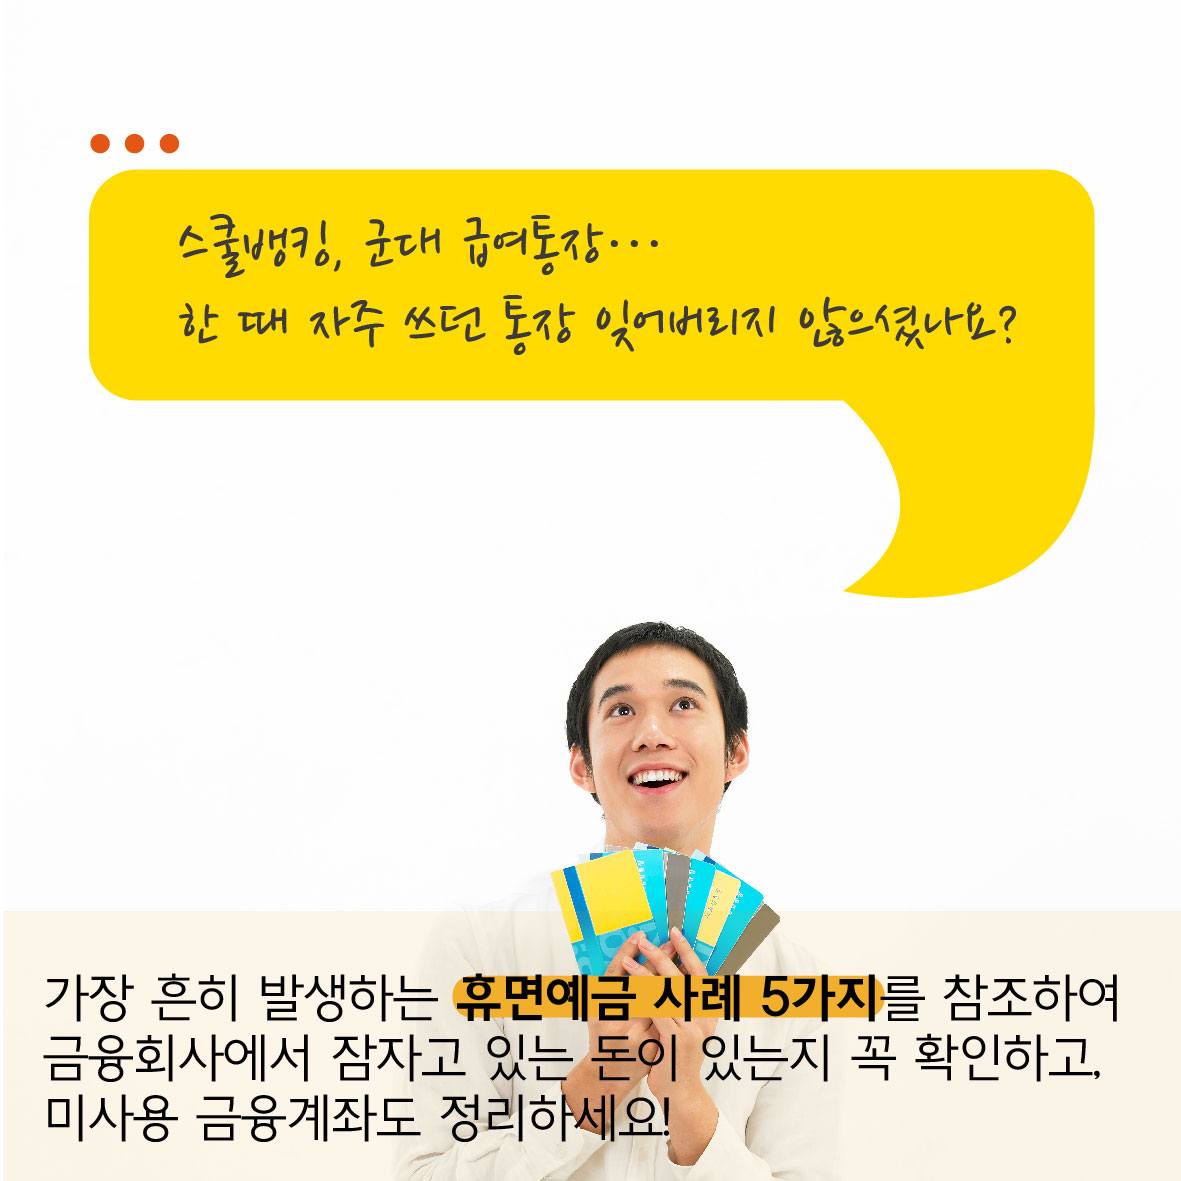 스쿨뱅킹, 군대 급여통장...
한 때 자주 쓰던 통장 잊어버리지 않으셨나요?
가장 흔히 발생하는 휴면예금 사례 5가지를 참조하여
금융회사에서 잠자고 있는 돈이 있는지 꼭 확인하고,
미사용 금융계좌도 정리하세요!